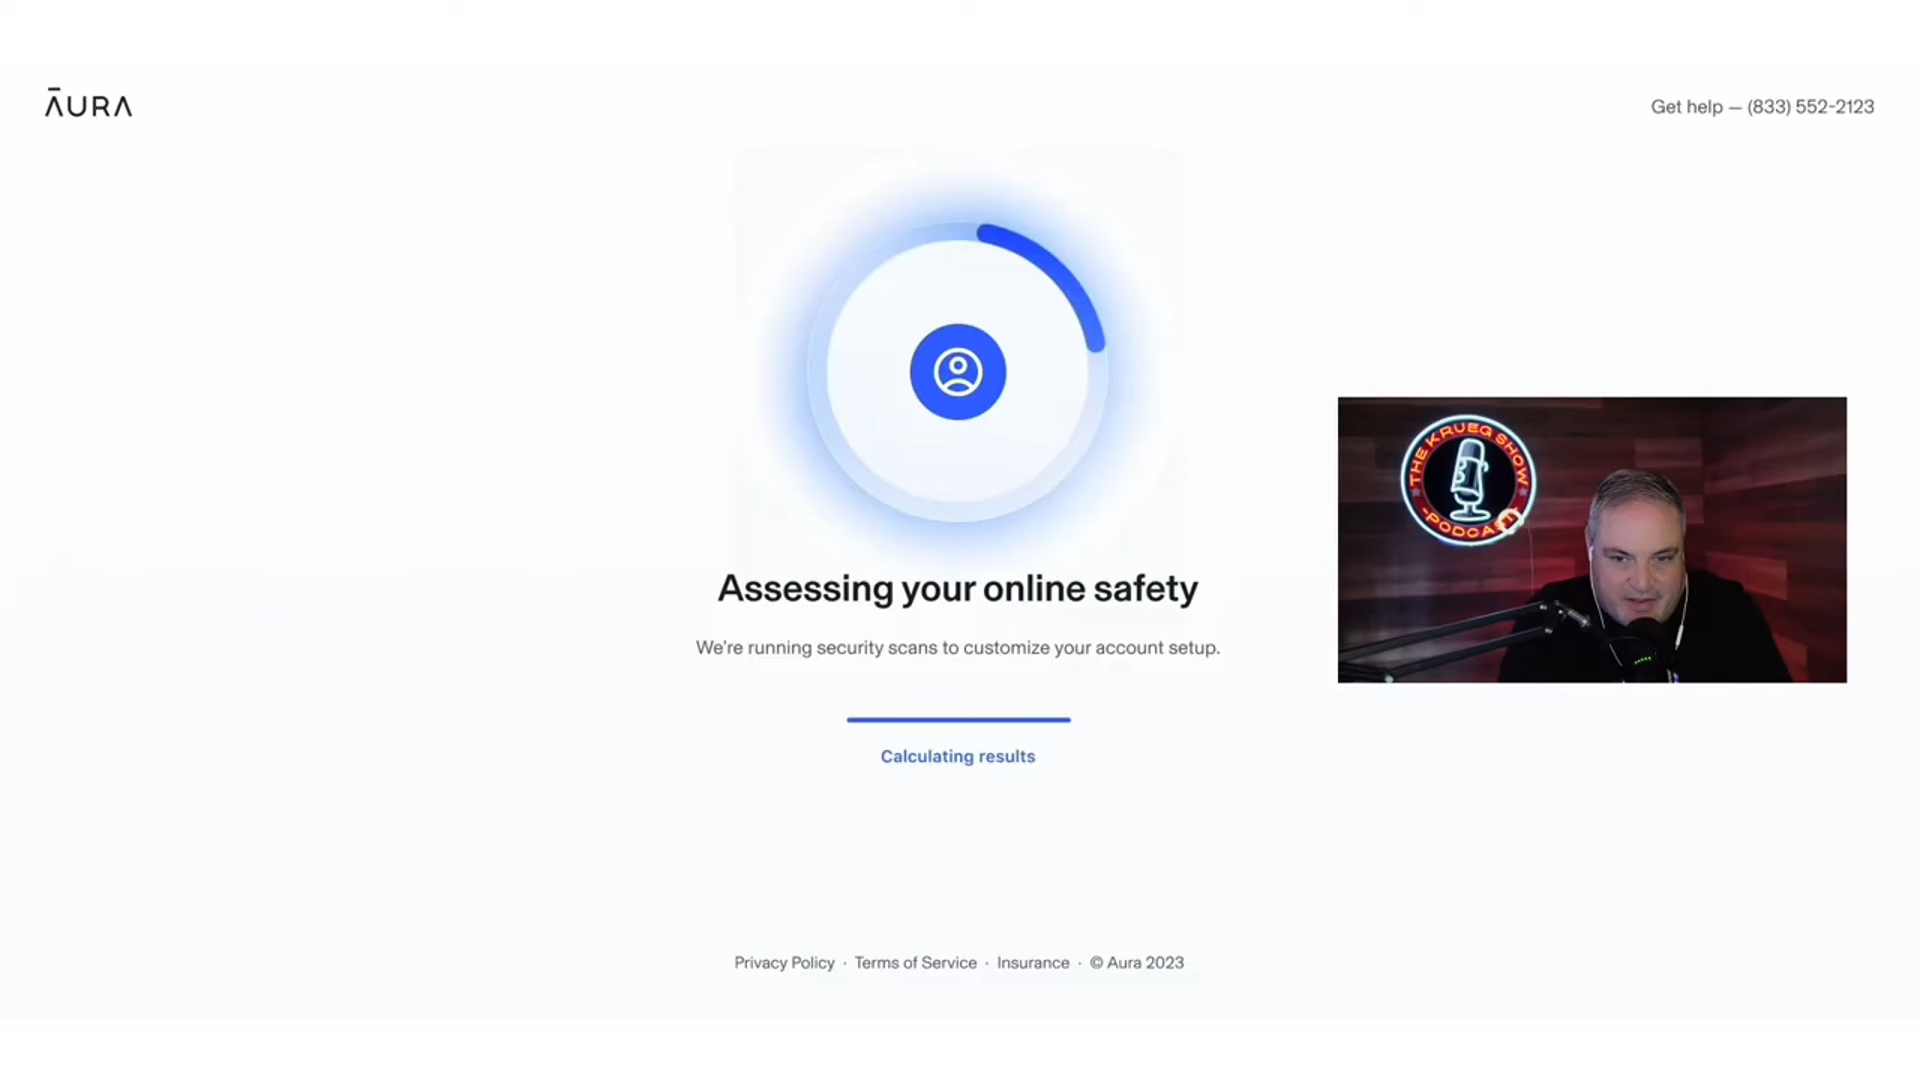 ĀURA
Get help — (833) 552-2123
THE KRUEG SHOW
-PODCAST-
Assessing your online safety
We're running security scans to customize your account setup.
Calculating results
Privacy Policy · Terms of Service · Insurance · © Aura 2023